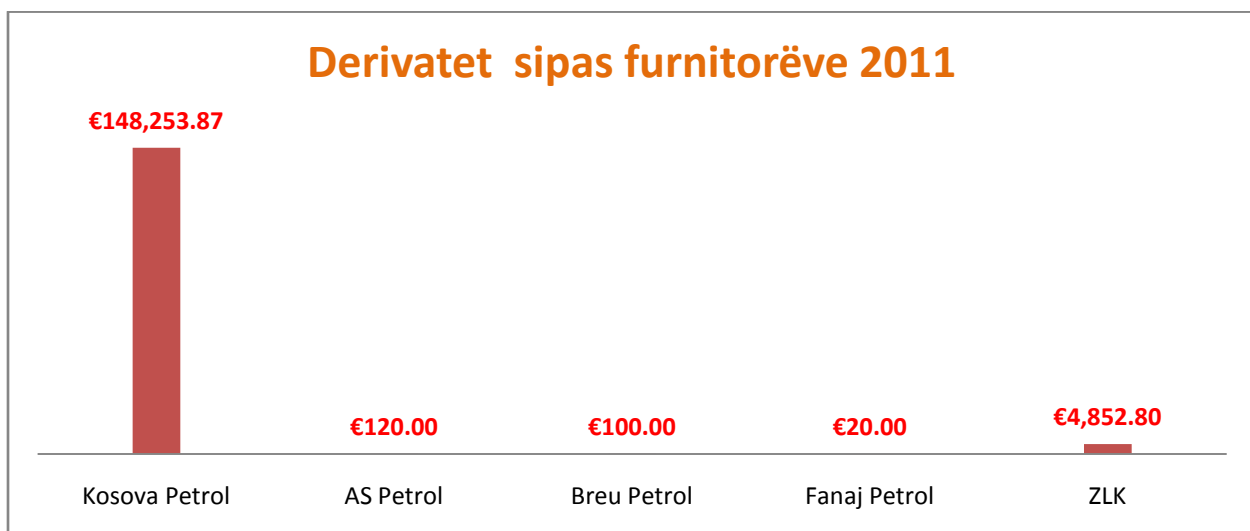 Derivatet sipas furnitorëve 2011
€148,253.87
€120.00
€100.00
€20.00
€4,852.80
Kosova Petrol
AS Petrol
Breu Petrol
Fanaj Petrol
ZLK